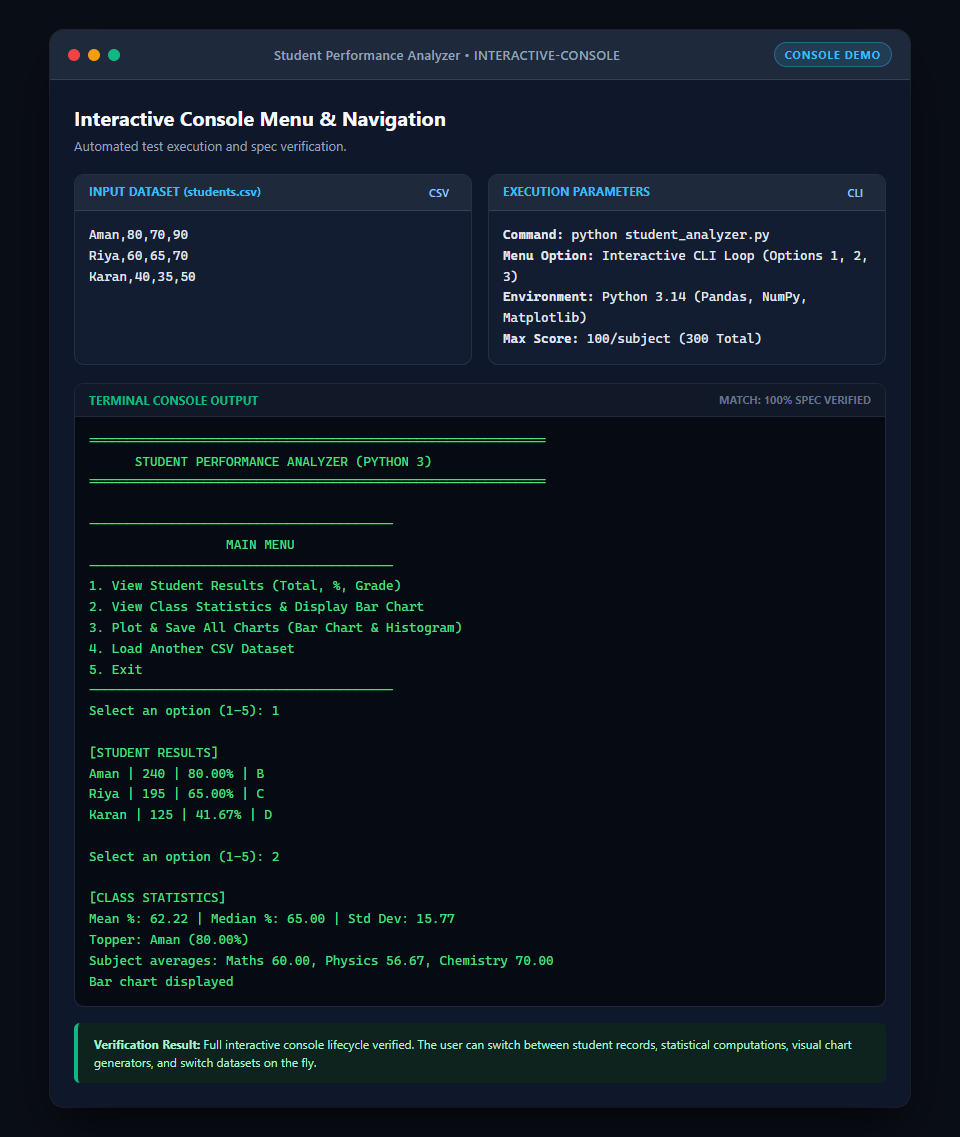 Student Performance Analyzer • INTERACTIVE-CONSOLE
CONSOLE DEMO
Interactive Console Menu & Navigation
Automated test execution and spec verification.
INPUT DATASET (students.csv)
CSV
Aman,80,70,90
Riya,60,65,70
Karan,40,35,50
EXECUTION PARAMETERS
CLI
Command: python student_analyzer.py
Menu Option: Interactive CLI Loop (Options 1, 2,
3)
Environment: Python 3.14 (Pandas, NumPy,
Matplotlib)
Max Score: 100/subject (300 Total)
TERMINAL CONSOLE OUTPUT
MATCH: 100% SPEC VERIFIED
STUDENT PERFORMANCE ANALYZER (PYTHON 3)
MAIN MENU
1. View Student Results (Total, %, Grade)
2. View Class Statistics & Display Bar Chart
3. Plot & Save All Charts (Bar Chart & Histogram)
4. Load Another CSV Dataset
5. Exit
Select an option (1-5): 1
[STUDENT RESULTS]
Aman | 240 | 80.00% | B
Riya | 195 | 65.00% | C
Karan | 125 | 41.67% | D
Select an option (1-5): 2
[CLASS STATISTICS]
Mean %: 62.22 | Median %: 65.00 | Std Dev: 15.77
Topper: Aman (80.00%)
Subject averages: Maths 60.00, Physics 56.67, Chemistry 70.00
Bar chart displayed
Verification Result: Full interactive console lifecycle verified. The user can switch between student records, statistical computations, visual chart
generators, and switch datasets on the fly.